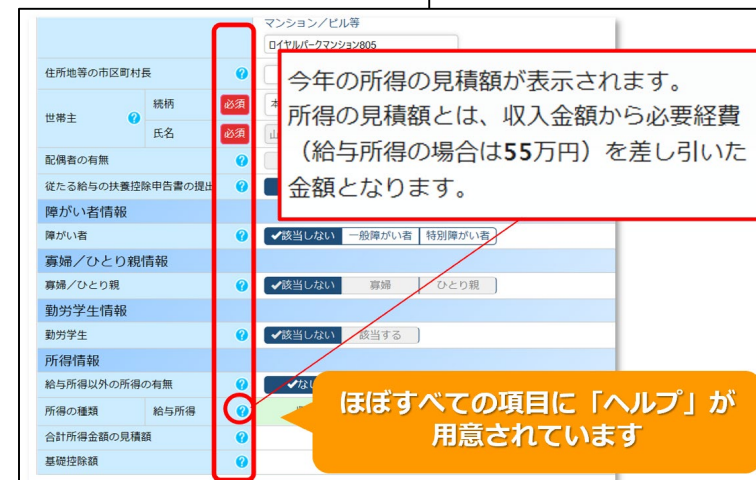 マンション／ビル等
ロイヤルパークマンション805
住所地等の市区町村長
世帯主
続柄
必須
氏名
必須
配偶者の有無
従たる給与の扶養控除申告書の提出
今年の所得の見積額が表示されます。
所得の見積額とは、収入金額から必要経費
（給与所得の場合は55万円）を差し引いた
金額となります。
障がい者情報
障がい者
✔該当しない 一般障がい者 特別障がい者
寡婦／ひとり親情報
寡婦／ひとり親
✔該当しない 寡婦 ひとり親
勤労学生情報
勤労学生
✔該当しない 該当する
所得情報
給与所得以外の所得の有無
✔な
所得の種類 給与所得
合計所得金額の見積額
基礎控除額
ほぼすべての項目に「ヘルプ」が
用意されています